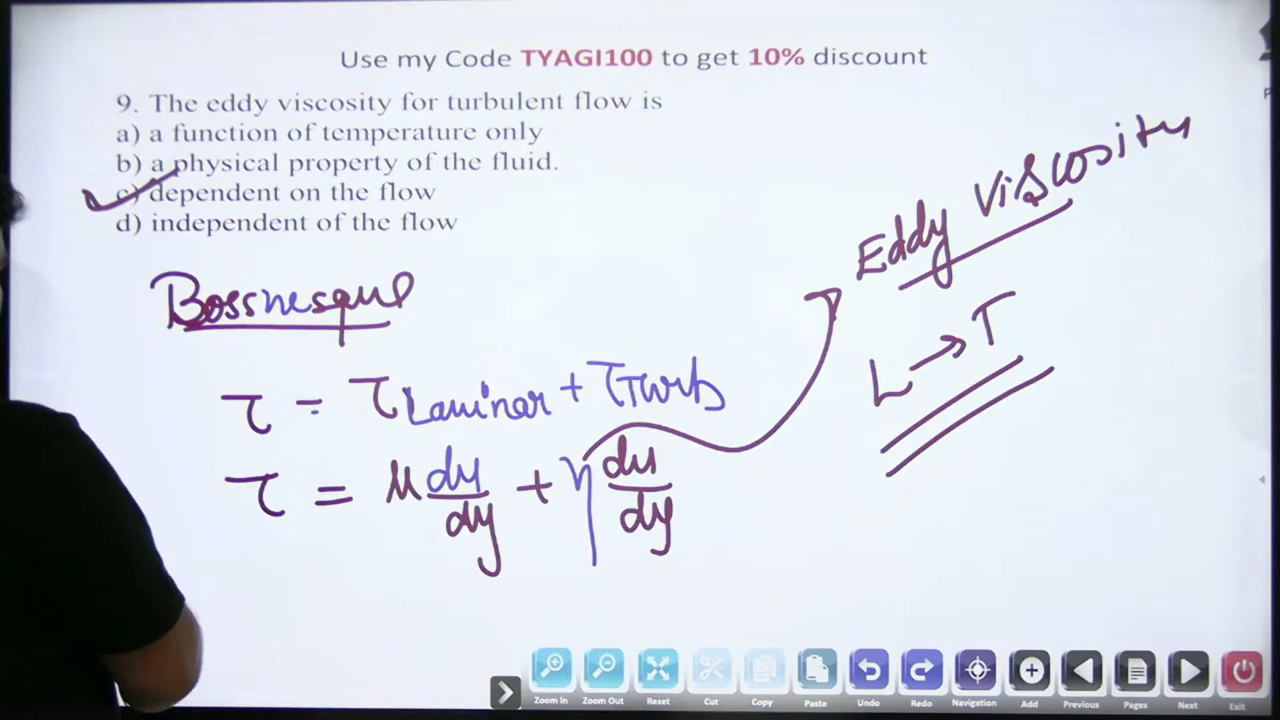 Use my Code TYAGI100 to get 10% discount
9. The eddy viscosity for turbulent flow is
a) a function of temperature only
b) a physical property of the fluid.
c) dependent on the flow
d) independent of the flow
Bossnesque
τ = τLaminar + τTurb
τ = μ du/dy + η du/dy
Eddy Viscosity
L → T
Zoom In Zoom Out Reset Cut Copy Paste Undo Redo Navigation Add Previous Pages Next Exit